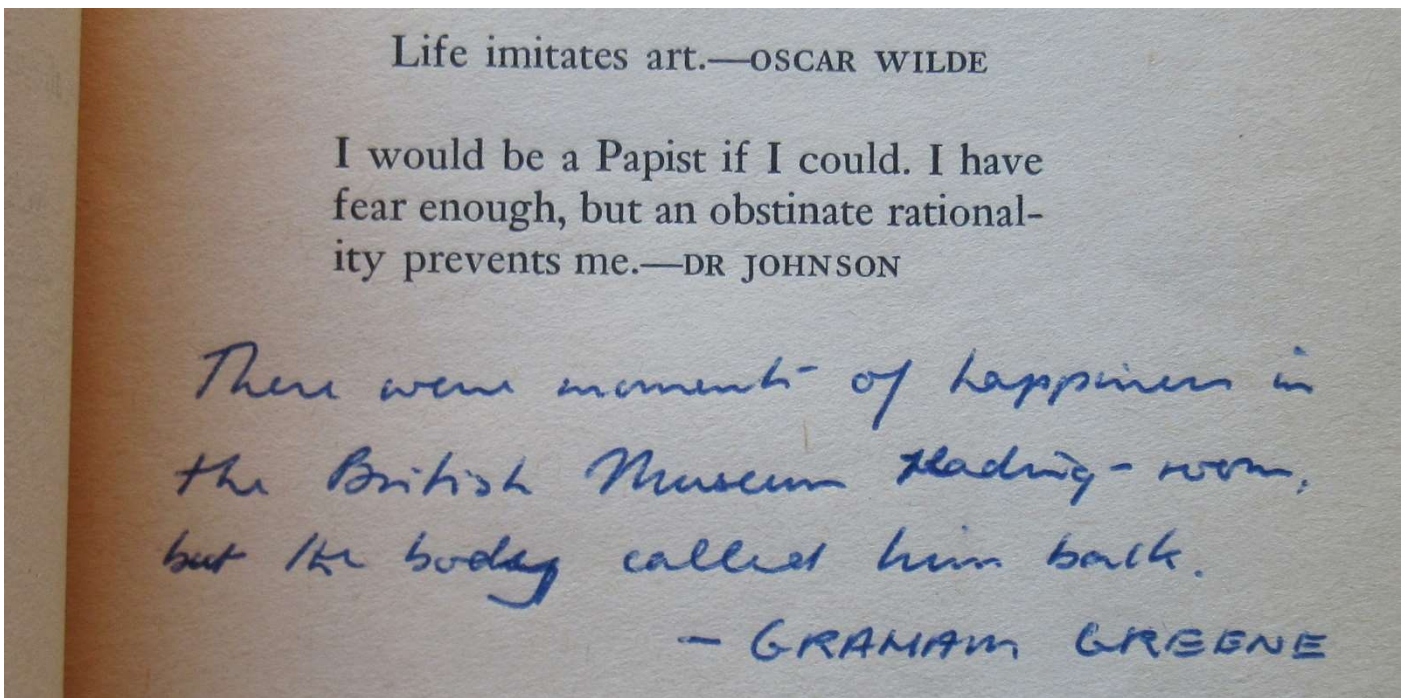 Life imitates art.—OSCAR WILDE
I would be a Papist if I could. I have
fear enough, but an obstinate rational-
ity prevents me.—DR JOHNSON
There were moments of happiness in
the British Museum reading-room,
but the body called him back.
— GRAHAM GREENE